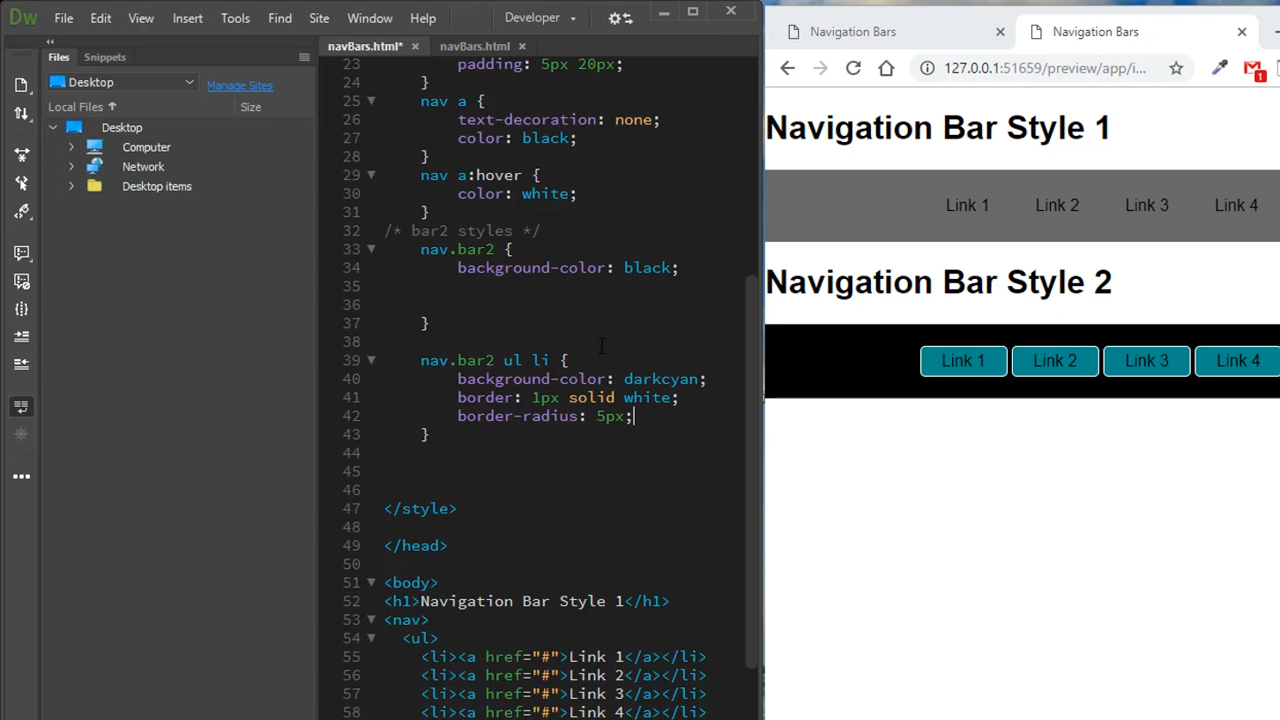 Dw File Edit View Insert Tools Find Site Window Help Developer
Files Snippets
Desktop Manage Sites
Local Files Size
Desktop
Computer
Network
Desktop items
navBars.html* navBars.html
23 padding: 5px 20px;
24 }
25 nav a {
26 text-decoration: none;
27 color: black;
28 }
29 nav a:hover {
30 color: white;
31 }
32 /* bar2 styles */
33 nav.bar2 {
34 background-color: black;
35
36
37 }
38
39 nav.bar2 ul li {
40 background-color: darkcyan;
41 border: 1px solid white;
42 border-radius: 5px;
43 }
44
45
46
47 </style>
48
49 </head>
50
51 <body>
52 <h1>Navigation Bar Style 1</h1>
53 <nav>
54 <ul>
55 <li><a href="#">Link 1</a></li>
56 <li><a href="#">Link 2</a></li>
57 <li><a href="#">Link 3</a></li>
58 <li><a href="#">Link 4</a></li>
Navigation Bars Navigation Bars
127.0.0.1:51659/preview/app/i... 1
Navigation Bar Style 1
Link 1 Link 2 Link 3 Link 4
Navigation Bar Style 2
Link 1 Link 2 Link 3 Link 4